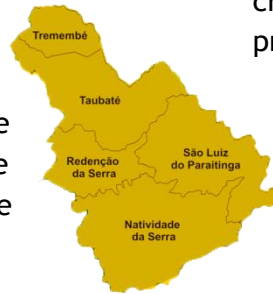 Tremembé
Taubaté
Redenção
da Serra
São Luiz
do Paraitinga
Natividade
da Serra